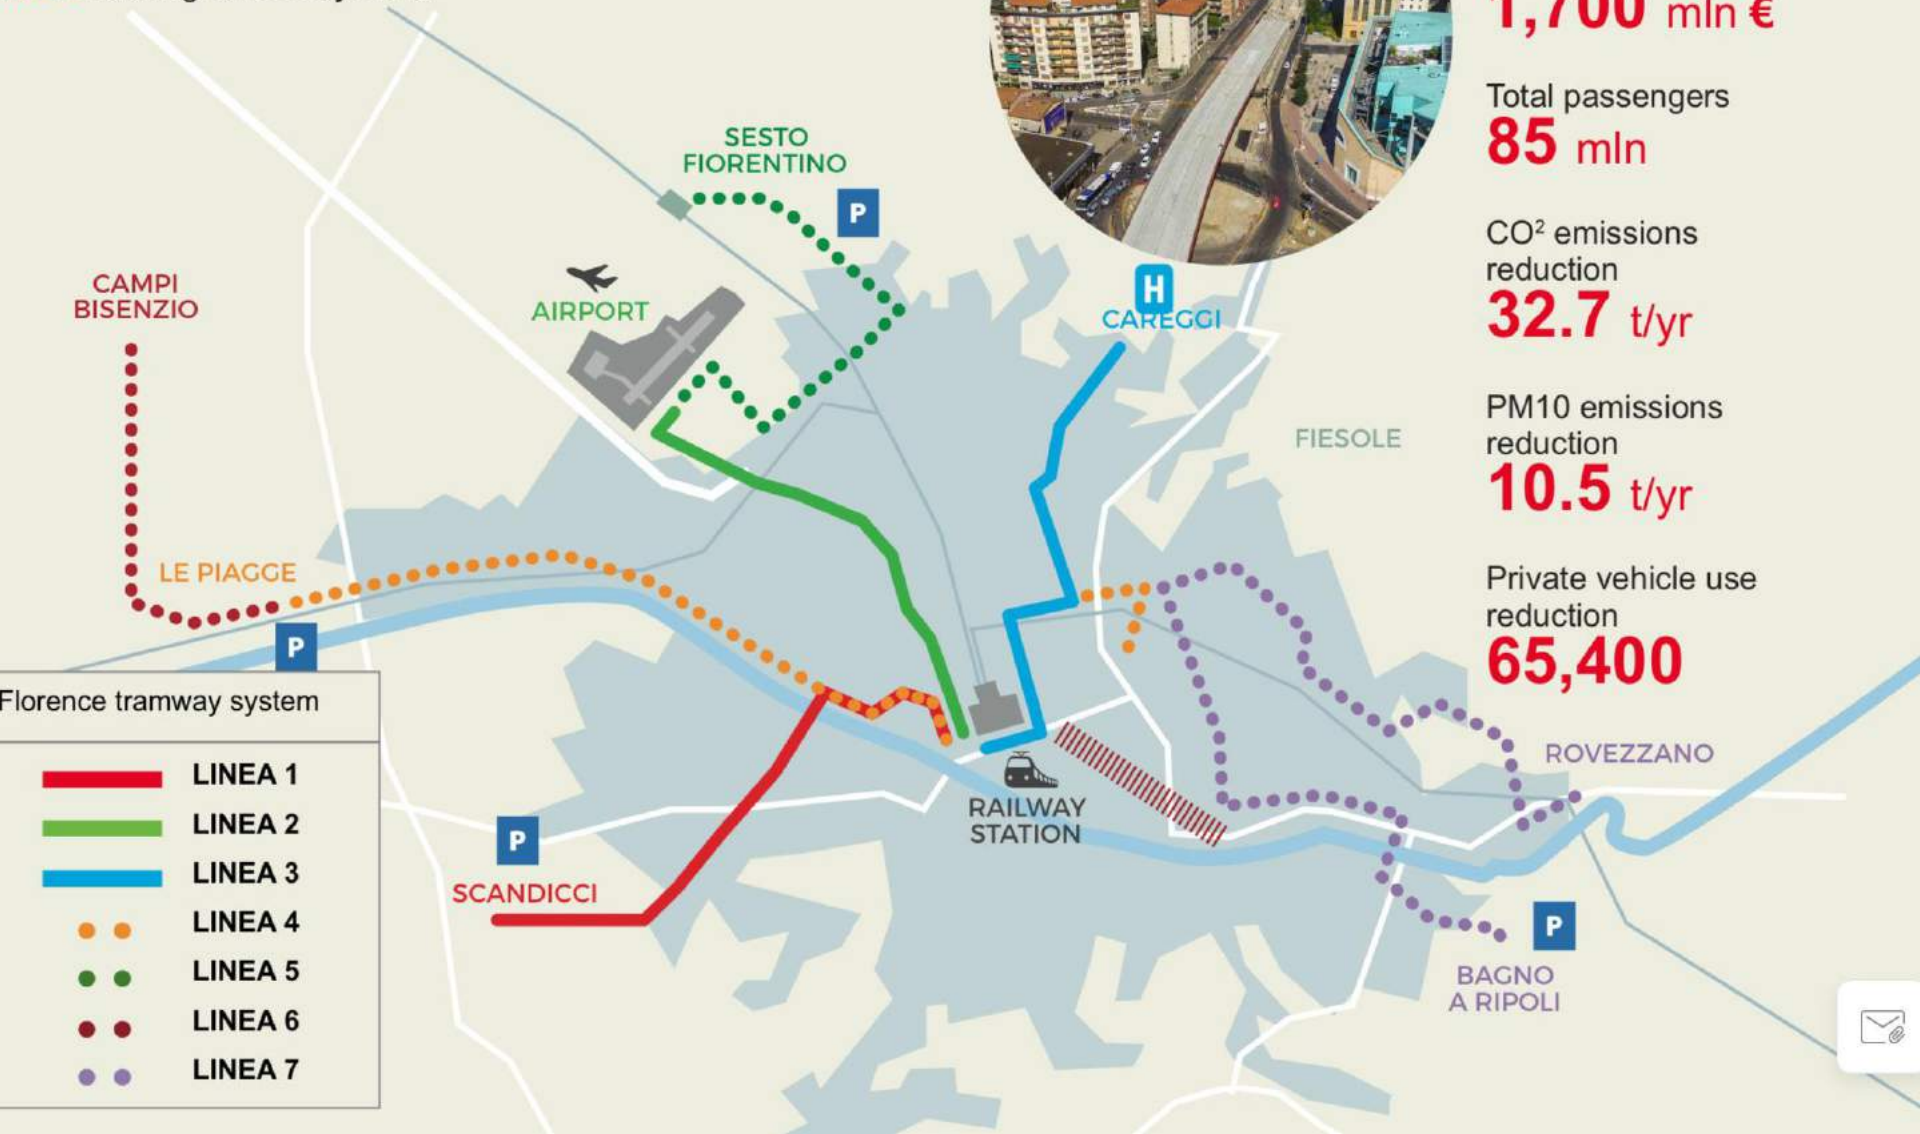 1,700 mln €
Total passengers
85 mln
CO² emissions
reduction
32.7 t/yr
PM10 emissions
reduction
10.5 t/yr
Private vehicle use
reduction
65,400
SESTO
FIORENTINO
P
CAMPI
BISENZIO
AIRPORT
H
CAREGGI
FIESOLE
LE PIAGGE
P
ROVEZZANO
RAILWAY
STATION
P
SCANDICCI
P
BAGNO
A RIPOLI
Florence tramway system
LINEA 1
LINEA 2
LINEA 3
LINEA 4
LINEA 5
LINEA 6
LINEA 7